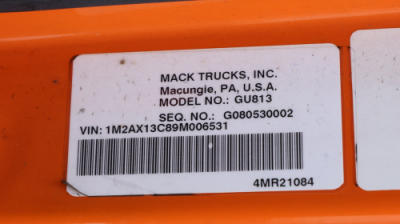 MACK TRUCKS, INC.
Macungie, PA, U.S.A.
MODEL NO.: GU813
SEQ. NO.: G080530002
VIN: 1M2AX13C89M006531
4MR21084